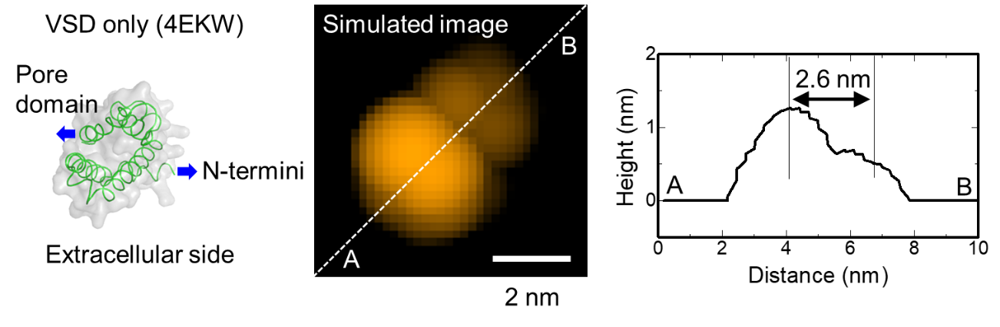 VSD only (4EKW)
Pore
domain
N-termini
Extracellular side
Simulated image
B
A
2 nm
2
1
0
Height (nm)
2.6 nm
A
B
0
2
4
6
8
10
Distance (nm)